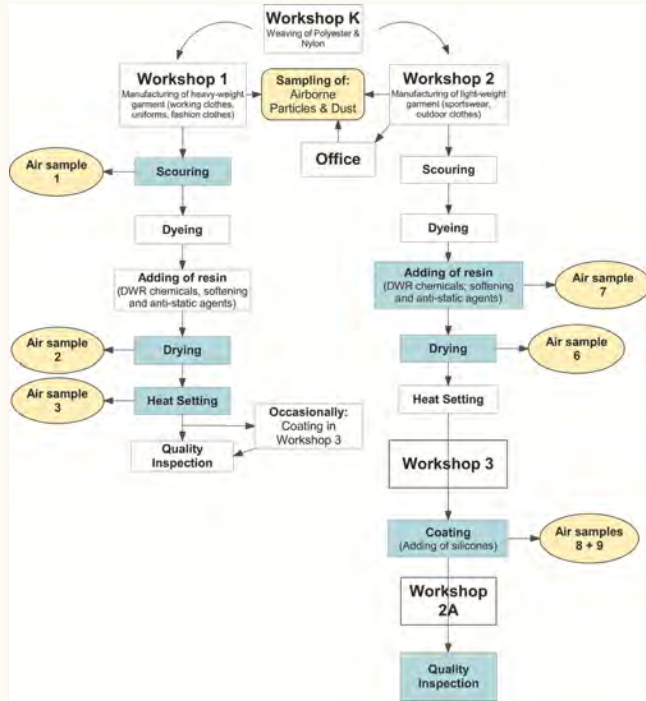 Workshop K
Weaving of Polyester &
Nylon
Workshop 1
Manufacturing of heavy-weight
garment (working clothes,
uniforms, fashion clothes)
Sampling of:
Airborne
Particles & Dust
Workshop 2
Manufacturing of light-weight
garment (sportswear,
outdoor clothes)
Office
Air sample
1
Scouring
Scouring
Dyeing
Dyeing
Adding of resin
(DWR chemicals, softening
and anti-static agents)
Adding of resin
(DWR chemicals; softening
and anti-static agents)
Air sample
7
Air sample
2
Drying
Drying
Air sample
6
Air sample
3
Heat Setting
Heat Setting
Occasionally:
Coating in
Workshop 3
Quality
Inspection
Workshop 3
Coating
(Adding of silicones)
Air samples
8 + 9
Workshop
2A
Quality
Inspection